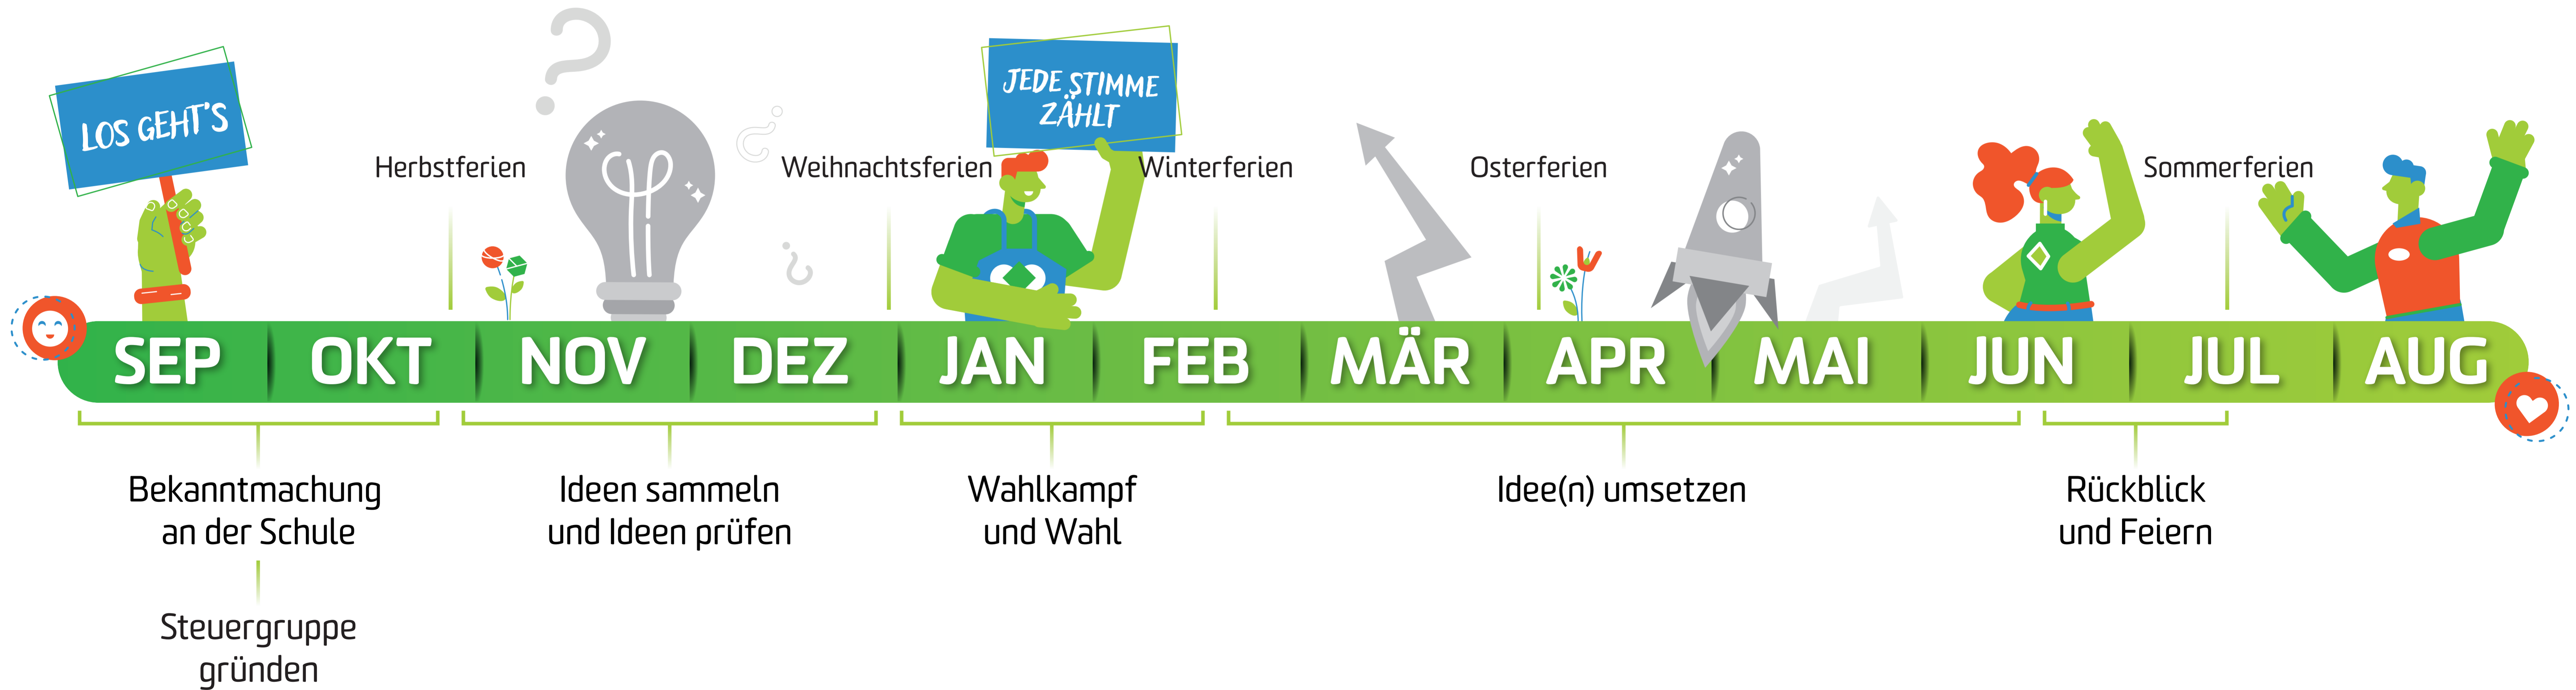 LOS GEHT'S
JEDE STIMME
ZÄHLT
Herbstferien
Weihnachtsferien
Winterferien
Osterferien
Sommerferien
SEP
OKT
NOV
DEZ
JAN
FEB
MÄR
APR
MAI
JUN
JUL
AUG
Bekanntmachung
an der Schule
Steuergruppe
gründen
Ideen sammeln
und Ideen prüfen
Wahlkampf
und Wahl
Idee(n) umsetzen
Rückblick
und Feiern